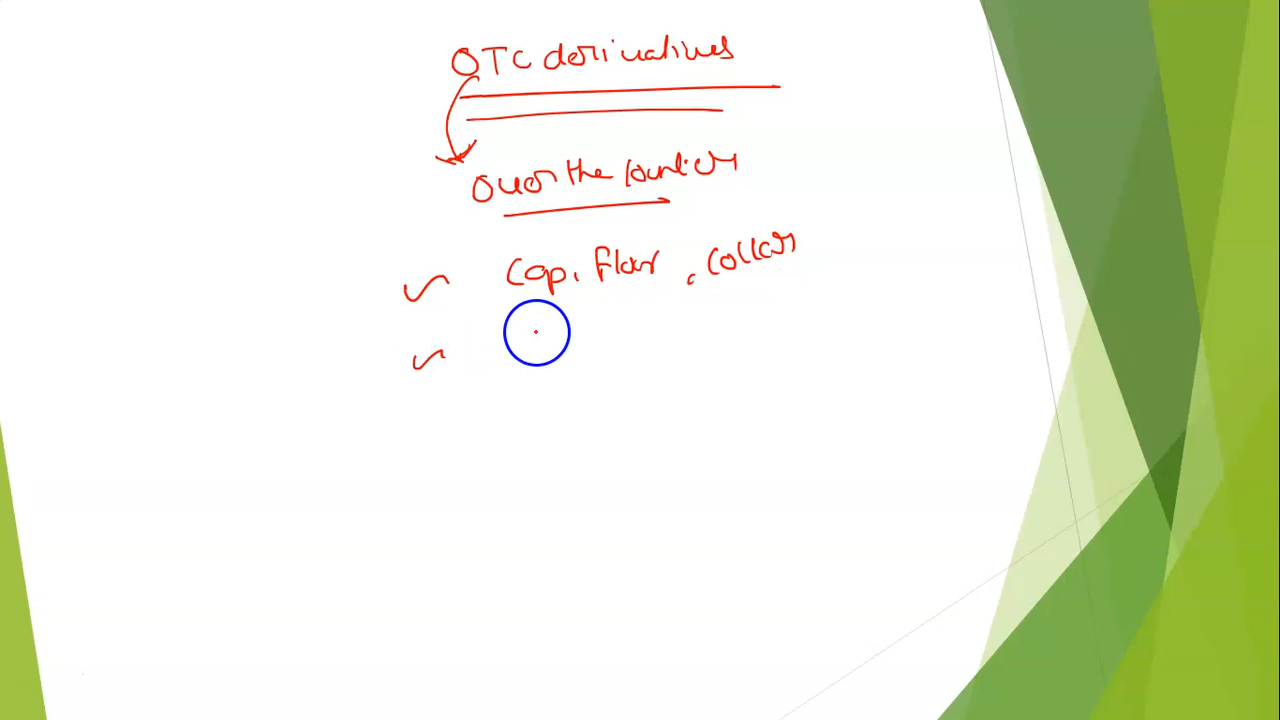 OTC derivatives
Over the counter
Cap, floor, collar